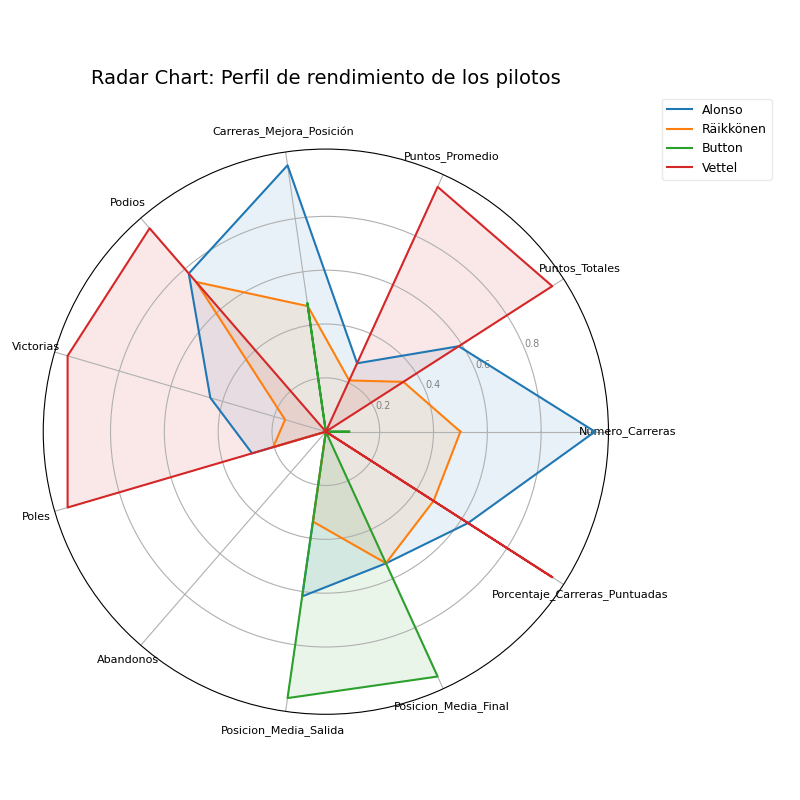 Radar Chart: Perfil de rendimiento de los pilotos
Alonso
Räikkönen
Button
Vettel
Carreras_Mejora_Posición
Puntos_Promedio
Podios
Puntos_Totales
Victorias
0.8
0.6
0.4
0.2
Numero_Carreras
Poles
Porcentaje_Carreras_Puntuadas
Abandonos
Posicion_Media_Final
Posicion_Media_Salida